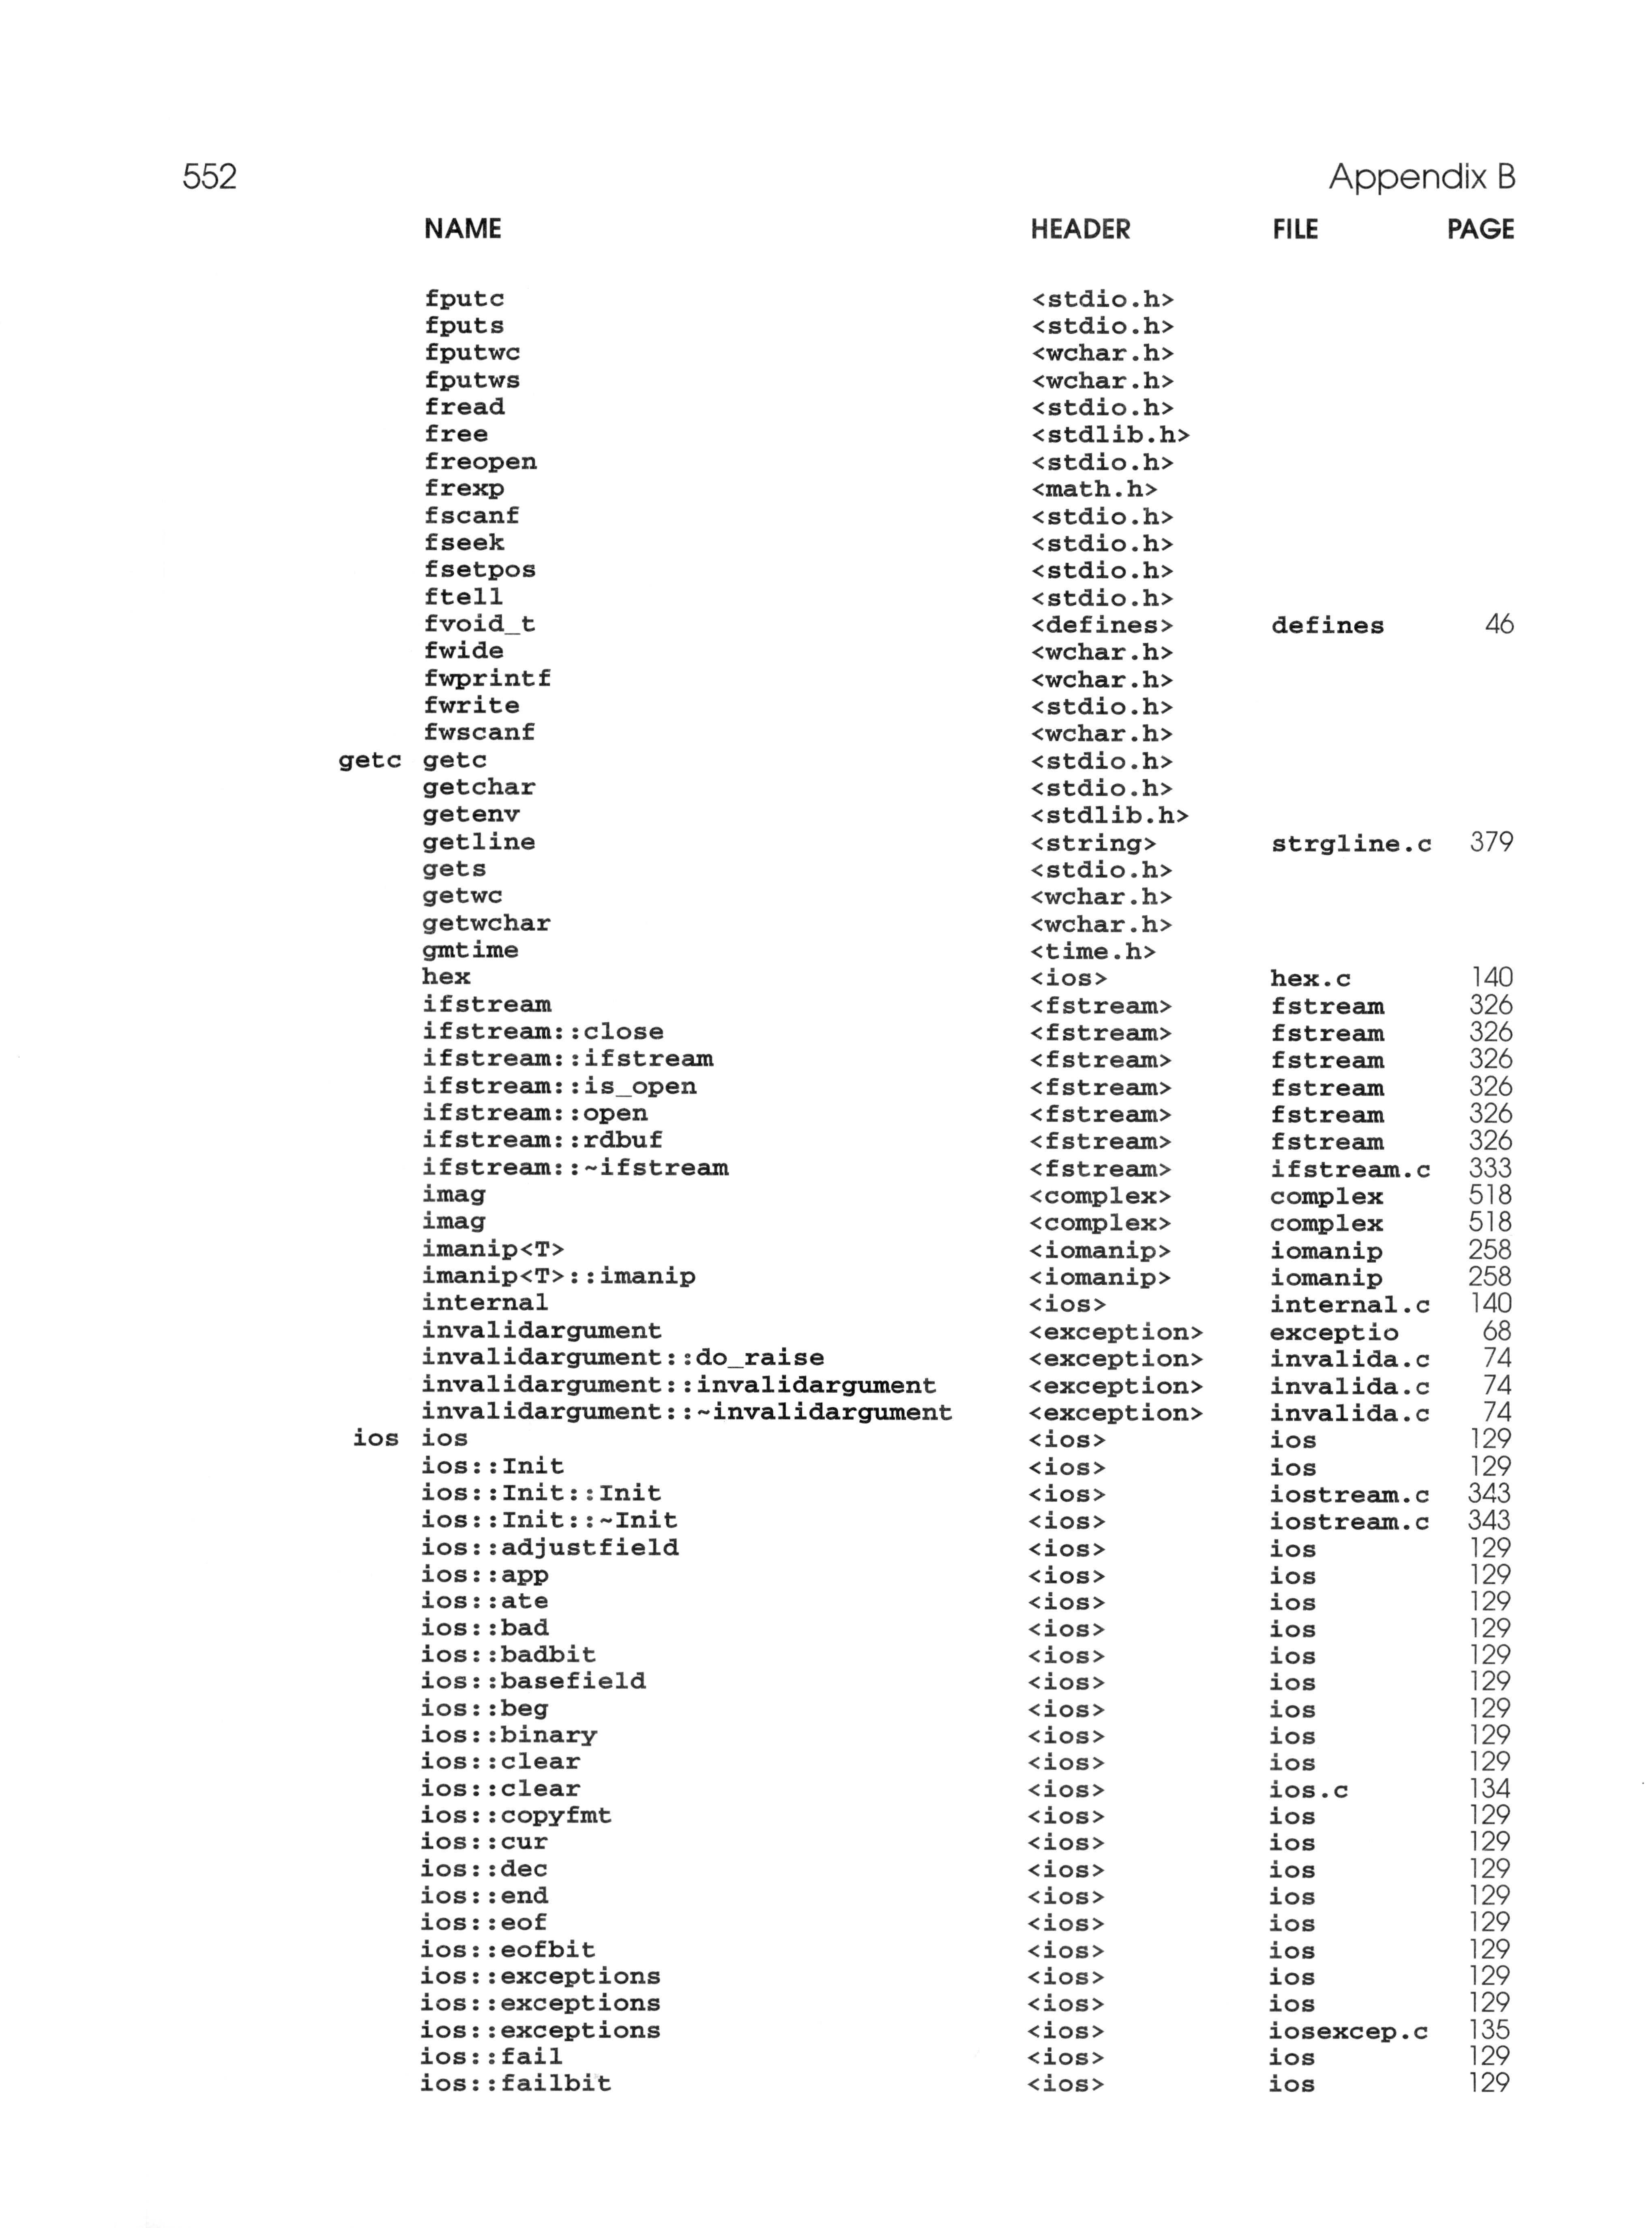 552 Appendix B
NAME HEADER FILE PAGE
fputc <stdio.h>
fputs <stdio.h>
fputwc <wchar.h>
fputws <wchar.h>
fread <stdio.h>
free <stdlib.h>
freopen <stdio.h>
frexp <math.h>
fscanf <stdio.h>
fseek <stdio.h>
fsetpos <stdio.h>
ftell <stdio.h>
fvoid_t <defines> defines 46
fwide <wchar.h>
fwprintf <wchar.h>
fwrite <stdio.h>
fwscanf <wchar.h>
getc getc <stdio.h>
getchar <stdio.h>
getenv <stdlib.h>
getline <string> strgline.c 379
gets <stdio.h>
getwc <wchar.h>
getwchar <wchar.h>
gmtime <time.h>
hex <ios> hex.c 140
ifstream <fstream> fstream 326
ifstream::close <fstream> fstream 326
ifstream::ifstream <fstream> fstream 326
ifstream::is_open <fstream> fstream 326
ifstream::open <fstream> fstream 326
ifstream::rdbuf <fstream> fstream 326
ifstream::~ifstream <fstream> ifstream.c 333
imag <complex> complex 518
imag <complex> complex 518
imanip<T> <iomanip> iomanip 258
imanip<T>::imanip <iomanip> iomanip 258
internal <ios> internal.c 140
invalidargument <exception> exceptio 68
invalidargument::do_raise <exception> invalida.c 74
invalidargument::invalidargument <exception> invalida.c 74
invalidargument::~invalidargument <exception> invalida.c 74
ios ios <ios> ios 129
ios::Init <ios> ios 129
ios::Init::Init <ios> iostream.c 343
ios::Init::~Init <ios> iostream.c 343
ios::adjustfield <ios> ios 129
ios::app <ios> ios 129
ios::ate <ios> ios 129
ios::bad <ios> ios 129
ios::badbit <ios> ios 129
ios::basefield <ios> ios 129
ios::beg <ios> ios 129
ios::binary <ios> ios 129
ios::clear <ios> ios 129
ios::clear <ios> ios.c 134
ios::copyfmt <ios> ios 129
ios::cur <ios> ios 129
ios::dec <ios> ios 129
ios::end <ios> ios 129
ios::eof <ios> ios 129
ios::eofbit <ios> ios 129
ios::exceptions <ios> ios 129
ios::exceptions <ios> ios 129
ios::exceptions <ios> iosexcep.c 135
ios::fail <ios> ios 129
ios::failbit <ios> ios 129